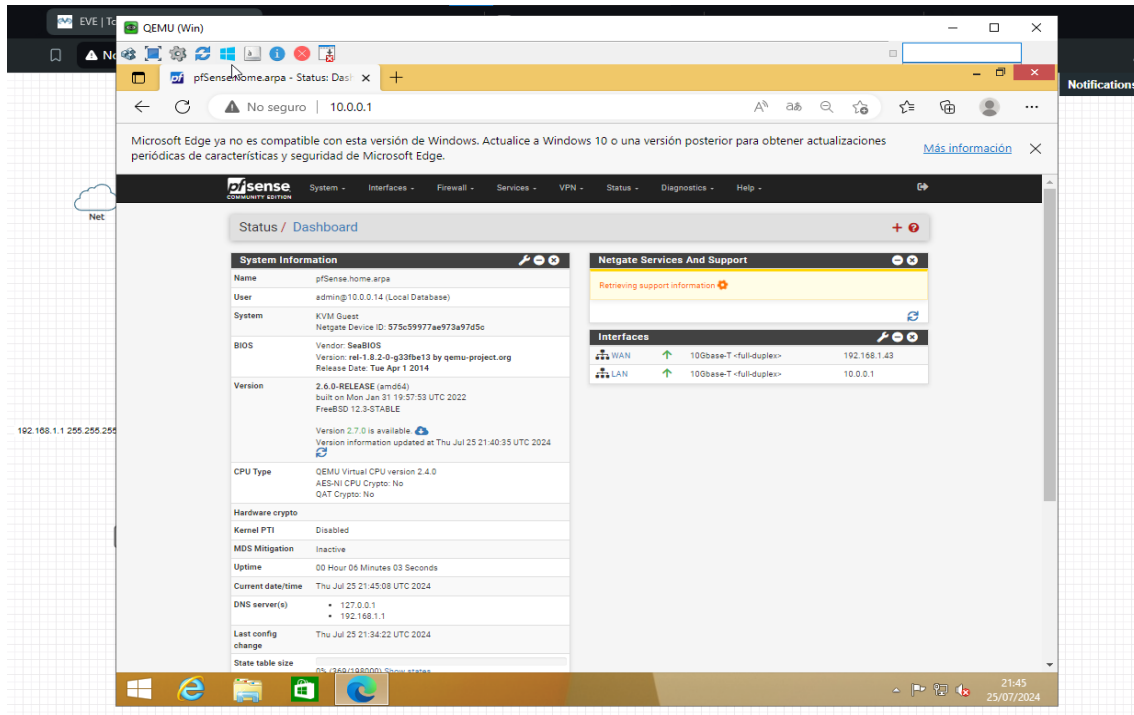 EVE | To
QEMU (Win)
No
pfSense.home.arpa - Status: Dash
No seguro | 10.0.0.1
Notifications
Microsoft Edge ya no es compatible con esta versión de Windows. Actualice a Windows 10 o una versión posterior para obtener actualizaciones
periódicas de características y seguridad de Microsoft Edge.
Más información
Net
pfsense
COMMUNITY EDITION
System
Interfaces
Firewall
Services
VPN
Status
Diagnostics
Help
Status / Dashboard
System Information
Name pfSense.home.arpa
User admin@10.0.0.14 (Local Database)
System KVM Guest
Netgate Device ID: 575c59977ae973a97d5c
BIOS Vendor: SeaBIOS
Version: rel-1.8.2-0-g33fbe13 by qemu-project.org
Release Date: Tue Apr 1 2014
Version 2.6.0-RELEASE (amd64)
built on Mon Jan 31 19:57:53 UTC 2022
FreeBSD 12.3-STABLE
Version 2.7.0 is available.
Version information updated at Thu Jul 25 21:40:35 UTC 2024
CPU Type QEMU Virtual CPU version 2.4.0
AES-NI CPU Crypto: No
QAT Crypto: No
Hardware crypto
Kernel PTI Disabled
MDS Mitigation Inactive
Uptime 00 Hour 06 Minutes 03 Seconds
Current date/time Thu Jul 25 21:45:08 UTC 2024
DNS server(s) 127.0.0.1
192.168.1.1
Last config Thu Jul 25 21:34:22 UTC 2024
change
State table size
0% (369/198000) Show states
Netgate Services And Support
Retrieving support information
Interfaces
WAN 10Gbase-T <full-duplex> 192.168.1.43
LAN 10Gbase-T <full-duplex> 10.0.0.1
192.168.1.1 255.255.255
21:45
25/07/2024